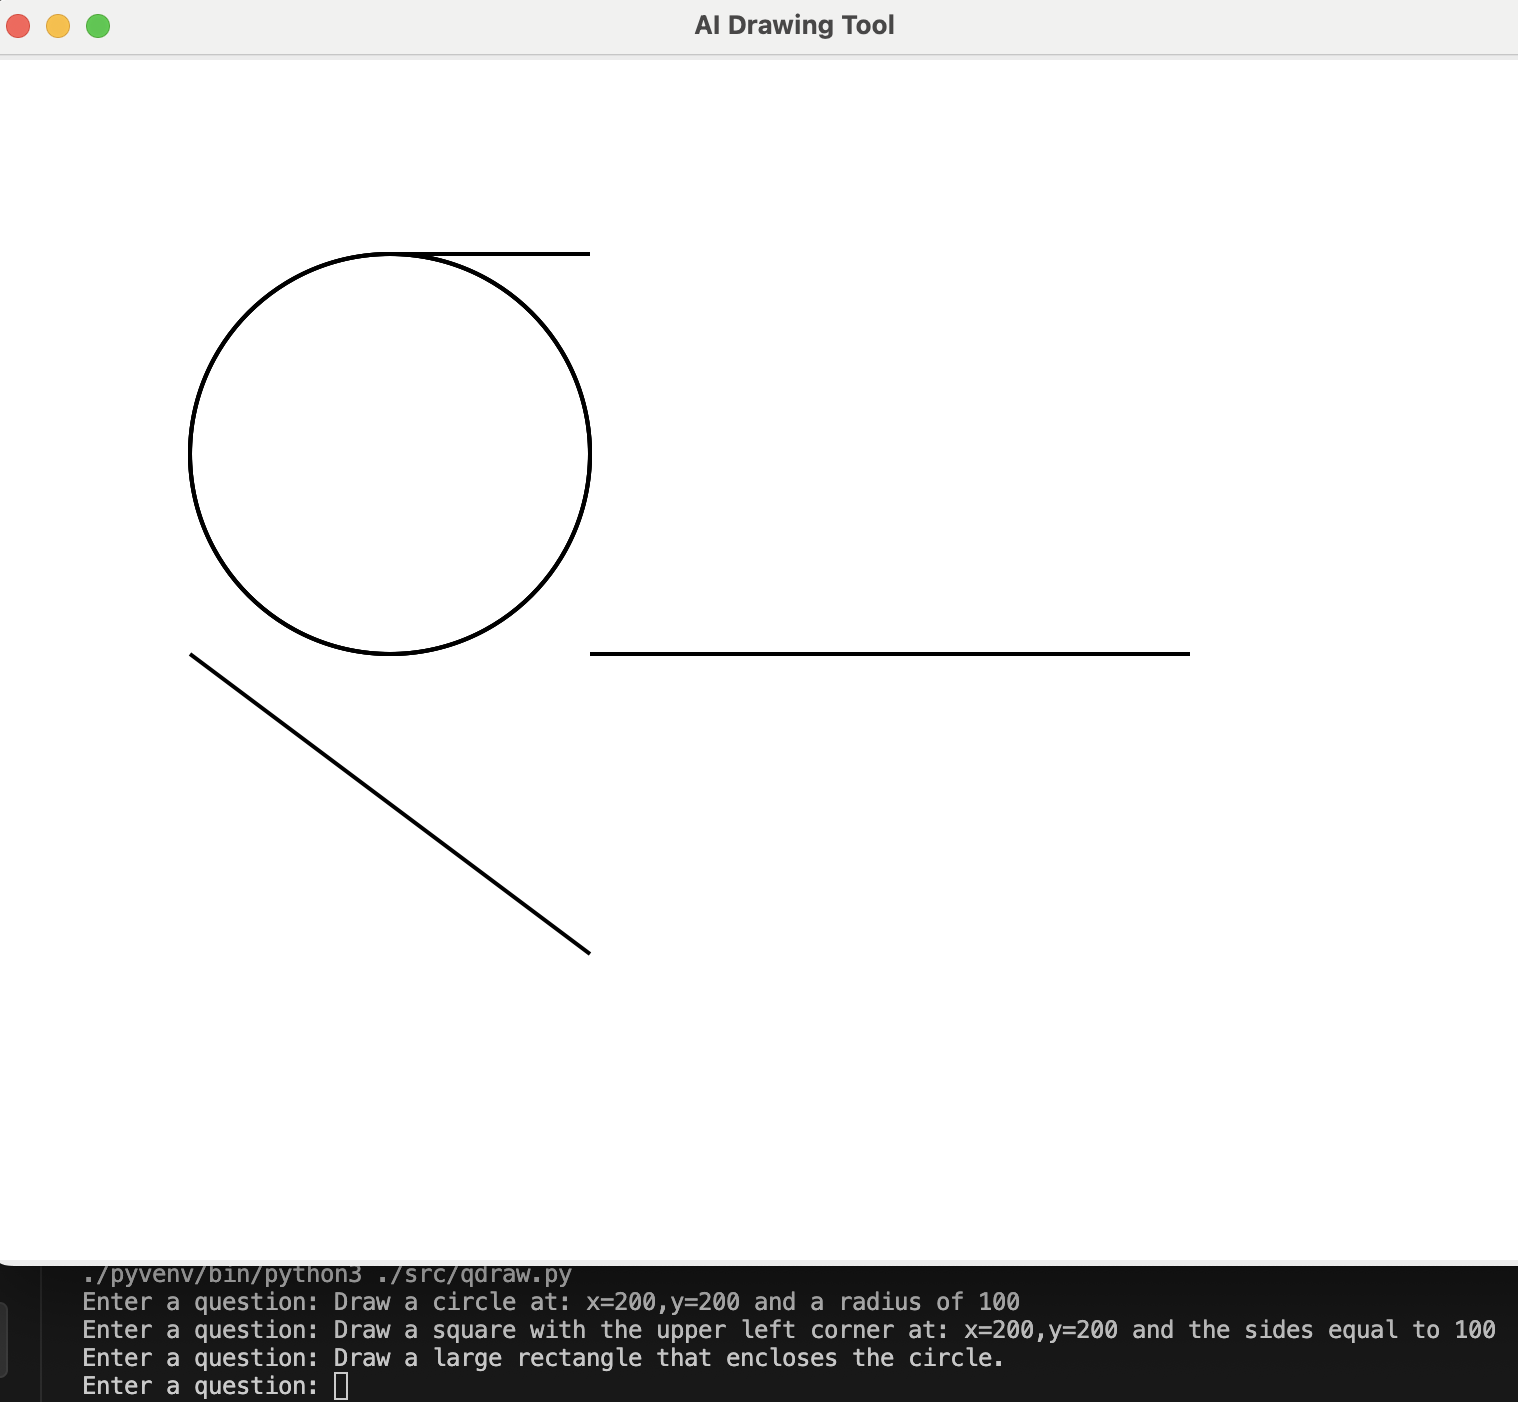 AI Drawing Tool
./pyvenv/bin/python3 ./src/qdraw.py
Enter a question: Draw a circle at: x=200,y=200 and a radius of 100
Enter a question: Draw a square with the upper left corner at: x=200,y=200 and the sides equal to 100
Enter a question: Draw a large rectangle that encloses the circle.
Enter a question: